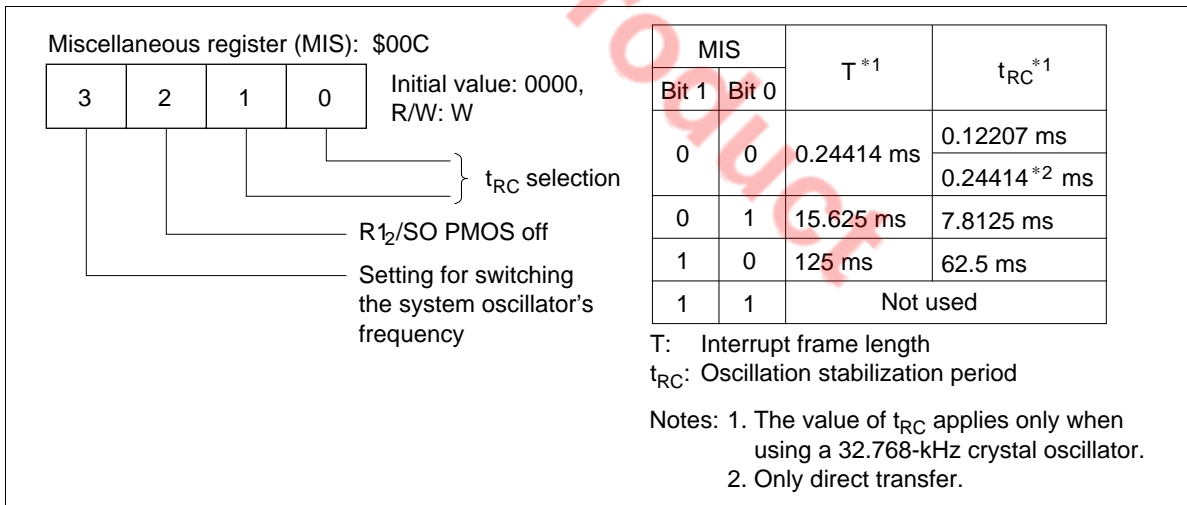 Product
Miscellaneous register (MIS): $00C
3 2 1 0
Initial value: 0000,
R/W: W
t_RC selection
R1₂/SO PMOS off
Setting for switching
the system oscillator’s
frequency
MIS T*1 t_RC*1
Bit 1 Bit 0
0 0 0.24414 ms 0.12207 ms
0.24414*2 ms
0 1 15.625 ms 7.8125 ms
1 0 125 ms 62.5 ms
1 1 Not used
T: Interrupt frame length
t_RC: Oscillation stabilization period
Notes: 1. The value of t_RC applies only when
using a 32.768-kHz crystal oscillator.
2. Only direct transfer.